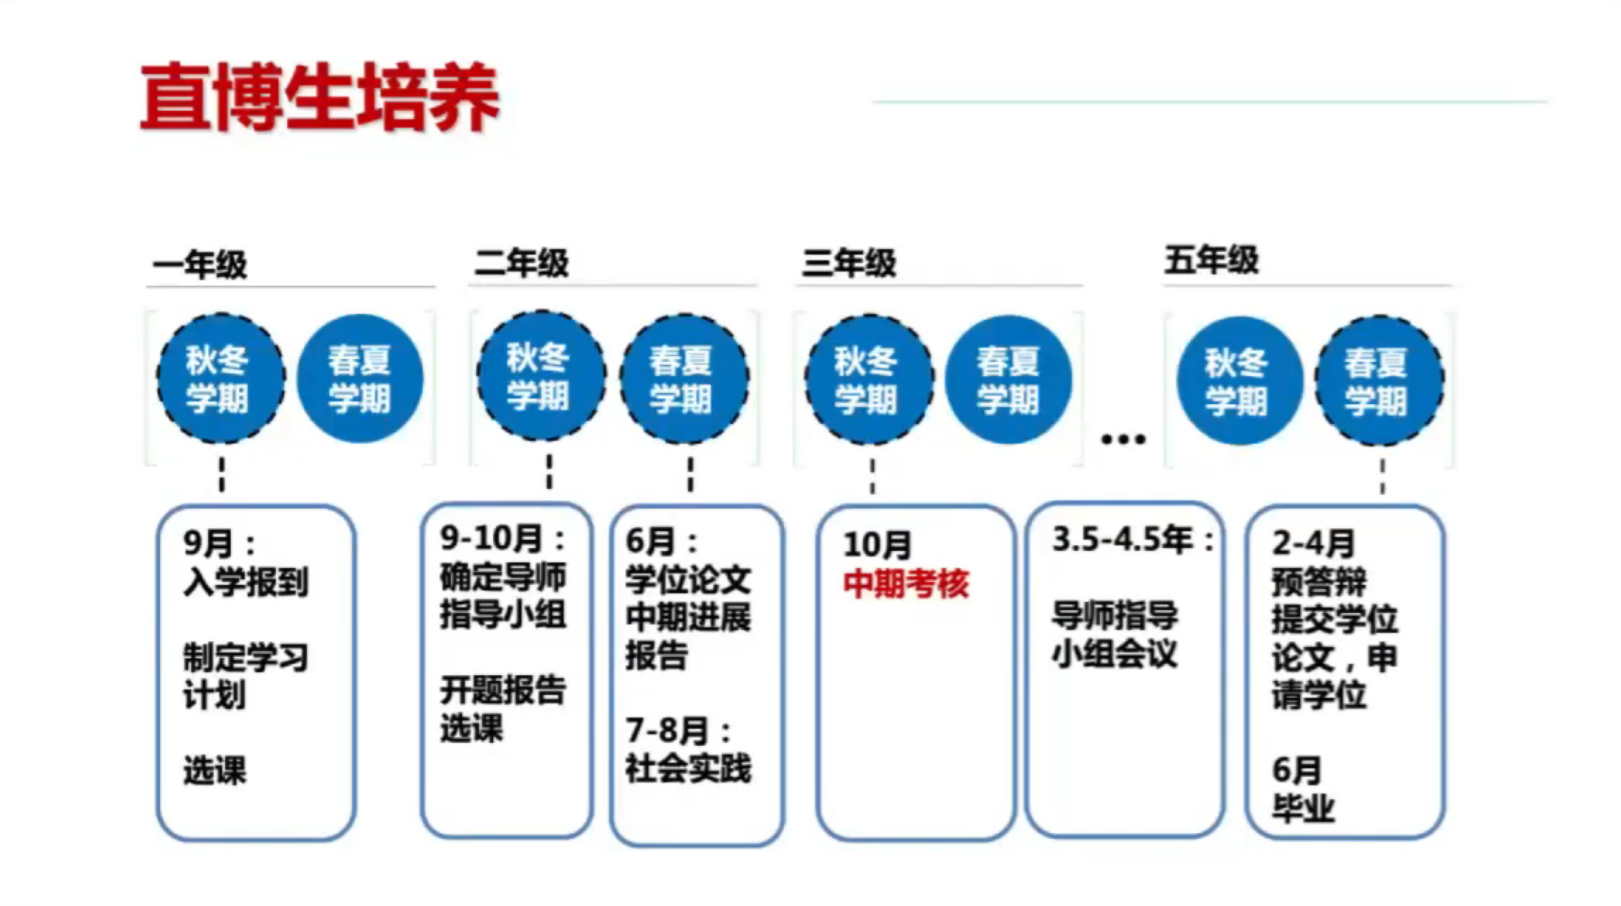 直博生培养
一年级
二年级
三年级
五年级
秋冬
学期
春夏
学期
秋冬
学期
春夏
学期
秋冬
学期
春夏
学期
...
秋冬
学期
春夏
学期
9月：
入学报到
制定学习
计划
选课
9-10月：
确定导师
指导小组
开题报告
选课
6月：
学位论文
中期进展
报告
7-8月：
社会实践
10月
中期考核
3.5-4.5年：
导师指导
小组会议
2-4月
预答辩
提交学位
论文，申
请学位
6月
毕业